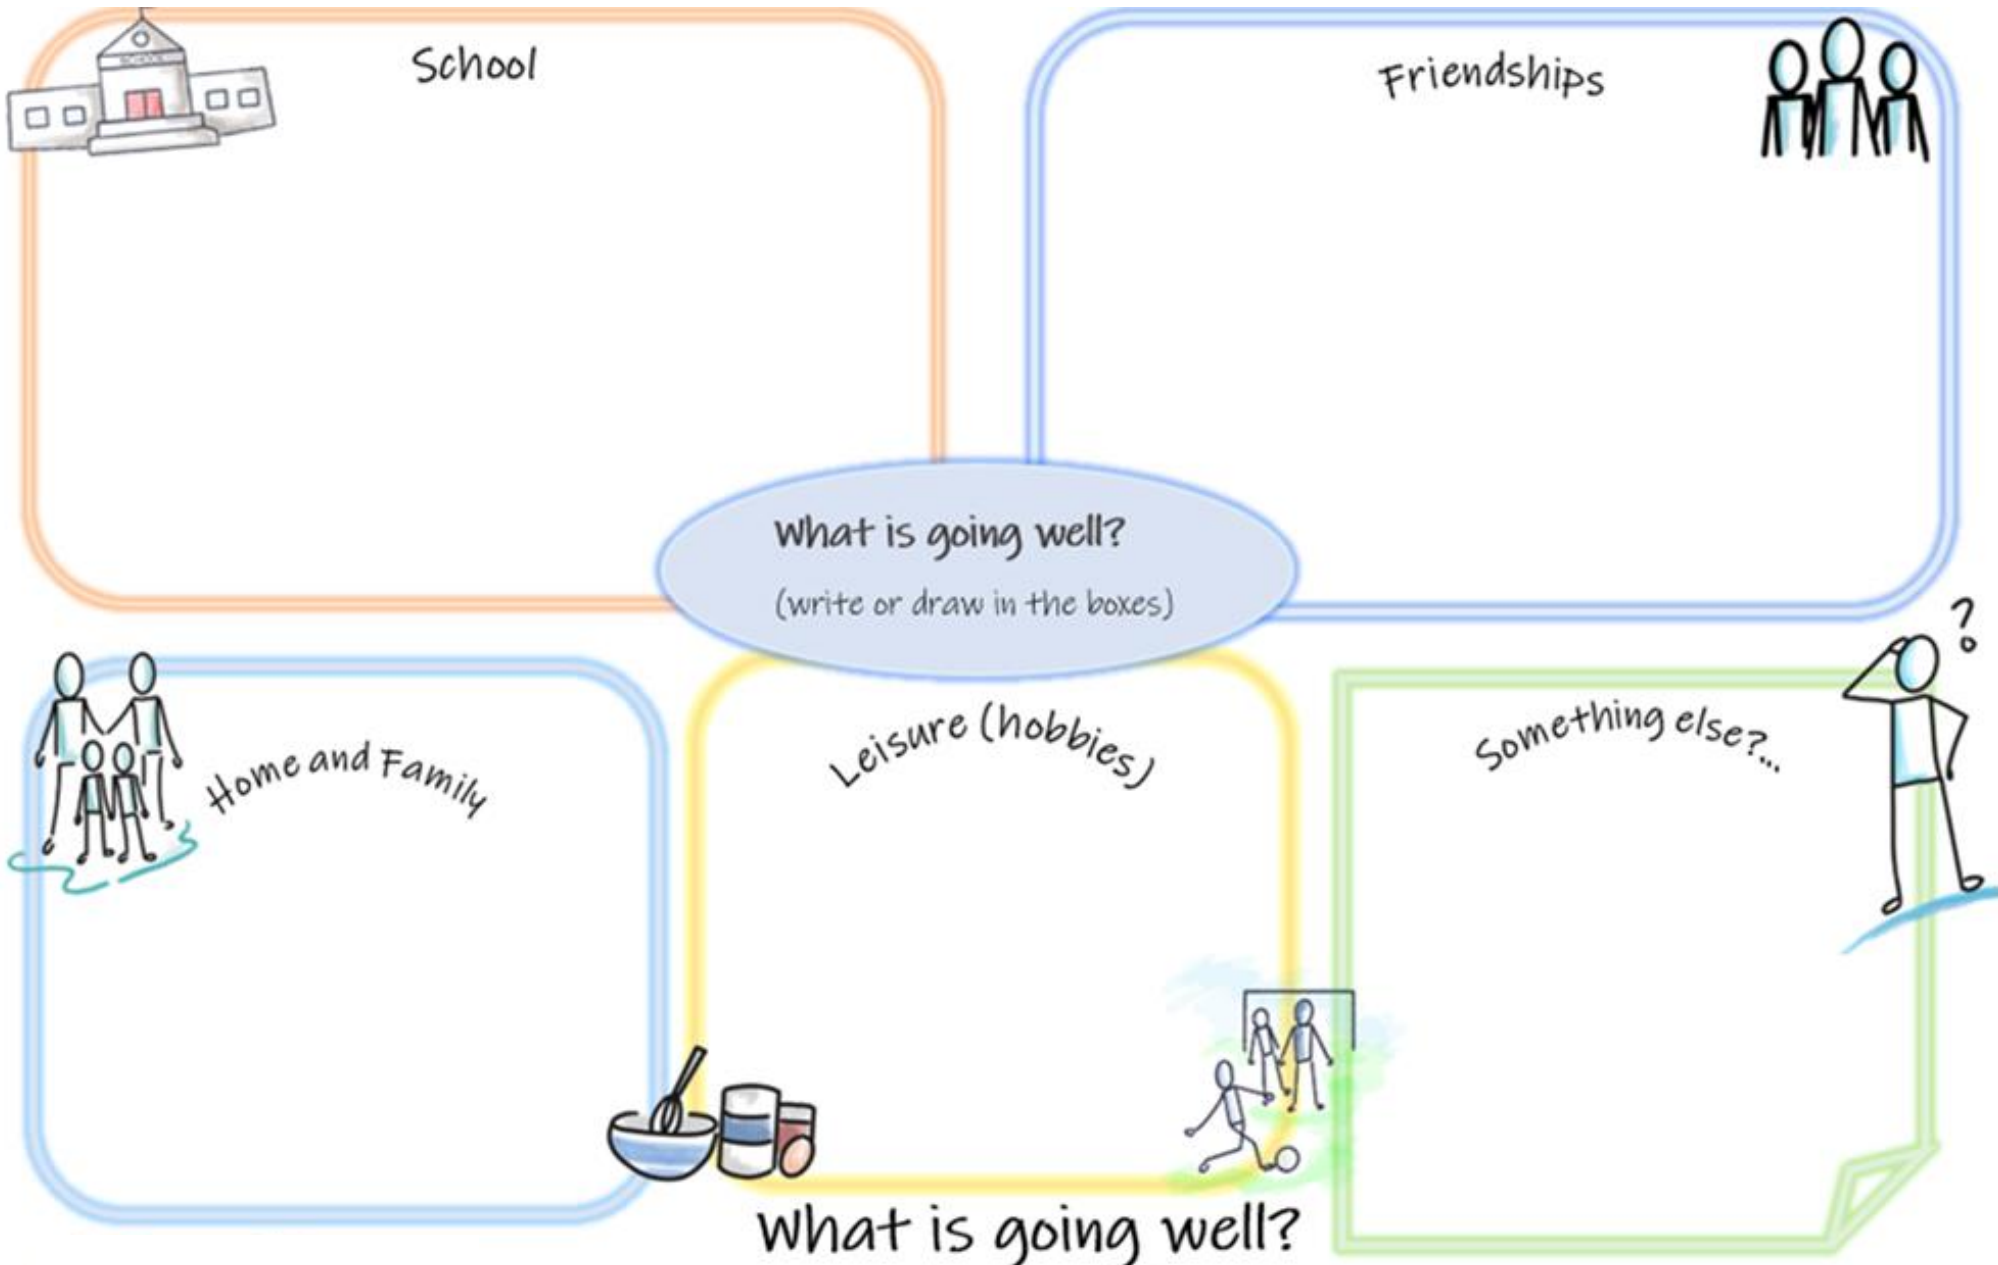 SCHOOL
School
Friendships
What is going well?
(write or draw in the boxes)
Home and Family
Leisure (hobbies)
Something else?...
?
What is going well?